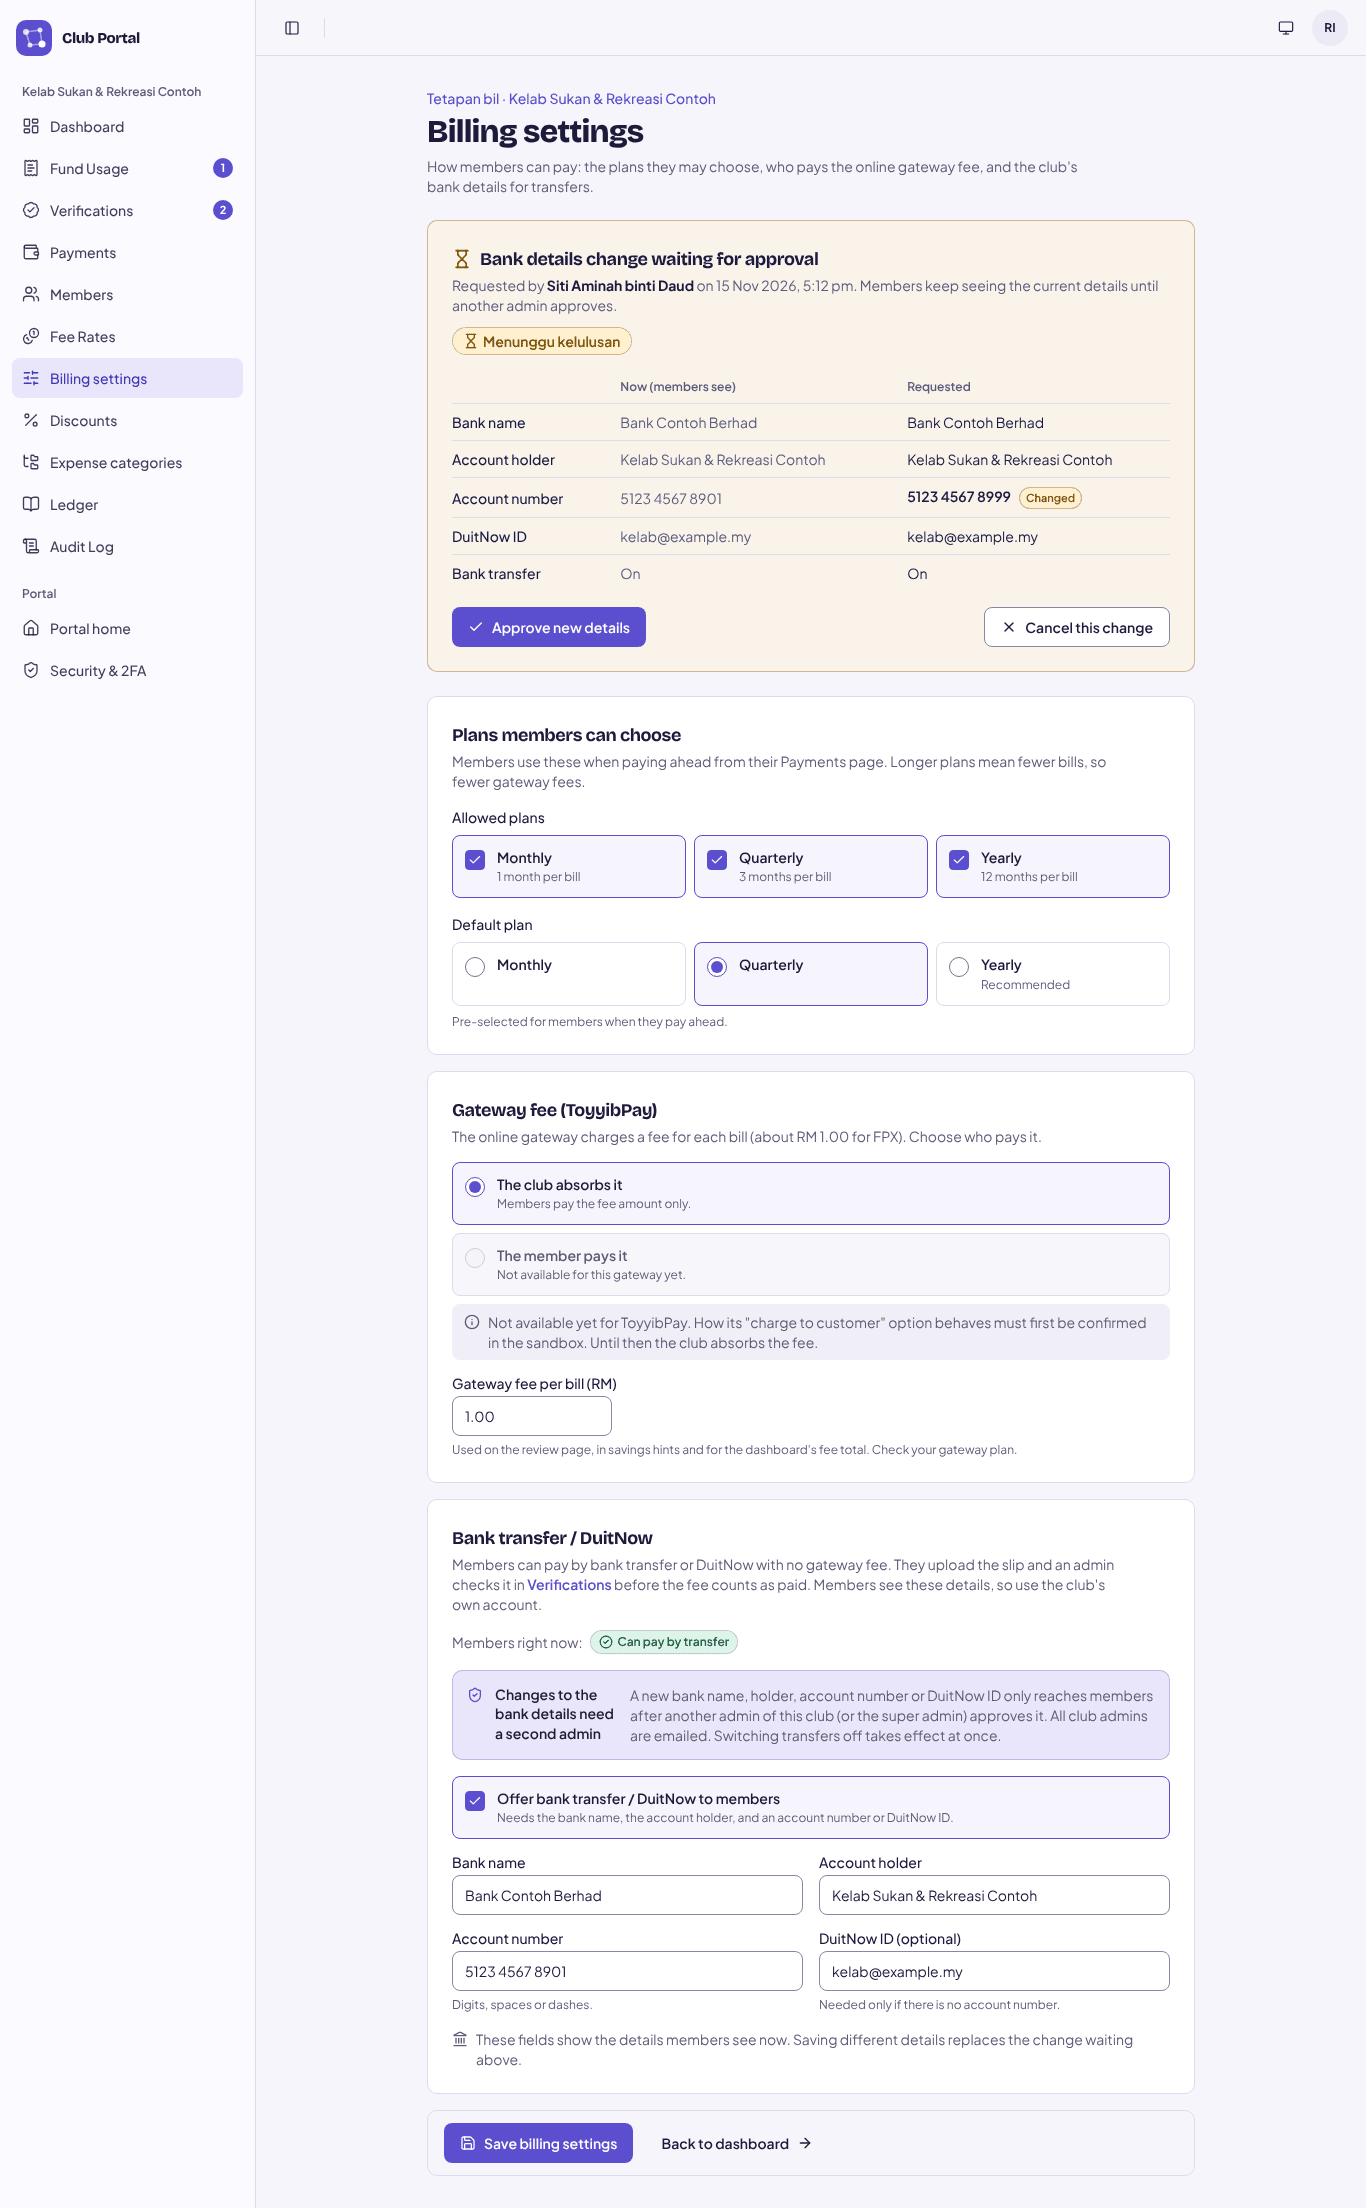 Club Portal
RI
Kelab Sukan & Rekreasi Contoh
Dashboard
Fund Usage 1
Verifications 2
Payments
Members
Fee Rates
Billing settings
Discounts
Expense categories
Ledger
Audit Log
Portal
Portal home
Security & 2FA
Tetapan bil · Kelab Sukan & Rekreasi Contoh
Billing settings
How members can pay: the plans they may choose, who pays the online gateway fee, and the club's
bank details for transfers.
Bank details change waiting for approval
Requested by Siti Aminah binti Daud on 15 Nov 2026, 5:12 pm. Members keep seeing the current details until
another admin approves.
Menunggu kelulusan
Now (members see) Requested
Bank name Bank Contoh Berhad Bank Contoh Berhad
Account holder Kelab Sukan & Rekreasi Contoh Kelab Sukan & Rekreasi Contoh
Account number 5123 4567 8901 5123 4567 8999 Changed
DuitNow ID kelab@example.my kelab@example.my
Bank transfer On On
Approve new details Cancel this change
Plans members can choose
Members use these when paying ahead from their Payments page. Longer plans mean fewer bills, so
fewer gateway fees.
Allowed plans
Monthly Quarterly Yearly
1 month per bill 3 months per bill 12 months per bill
Default plan
Monthly Quarterly Yearly
Recommended
Pre-selected for members when they pay ahead.
Gateway fee (ToyyibPay)
The online gateway charges a fee for each bill (about RM 1.00 for FPX). Choose who pays it.
The club absorbs it
Members pay the fee amount only.
The member pays it
Not available for this gateway yet.
Not available yet for ToyyibPay. How its "charge to customer" option behaves must first be confirmed
in the sandbox. Until then the club absorbs the fee.
Gateway fee per bill (RM)
1.00
Used on the review page, in savings hints and for the dashboard's fee total. Check your gateway plan.
Bank transfer / DuitNow
Members can pay by bank transfer or DuitNow with no gateway fee. They upload the slip and an admin
checks it in Verifications before the fee counts as paid. Members see these details, so use the club's
own account.
Members right now: Can pay by transfer
Changes to the
bank details need
a second admin
A new bank name, holder, account number or DuitNow ID only reaches members
after another admin of this club (or the super admin) approves it. All club admins
are emailed. Switching transfers off takes effect at once.
Offer bank transfer / DuitNow to members
Needs the bank name, the account holder, and an account number or DuitNow ID.
Bank name Account holder
Bank Contoh Berhad Kelab Sukan & Rekreasi Contoh
Account number DuitNow ID (optional)
5123 4567 8901 kelab@example.my
Digits, spaces or dashes. Needed only if there is no account number.
These fields show the details members see now. Saving different details replaces the change waiting
above.
Save billing settings Back to dashboard